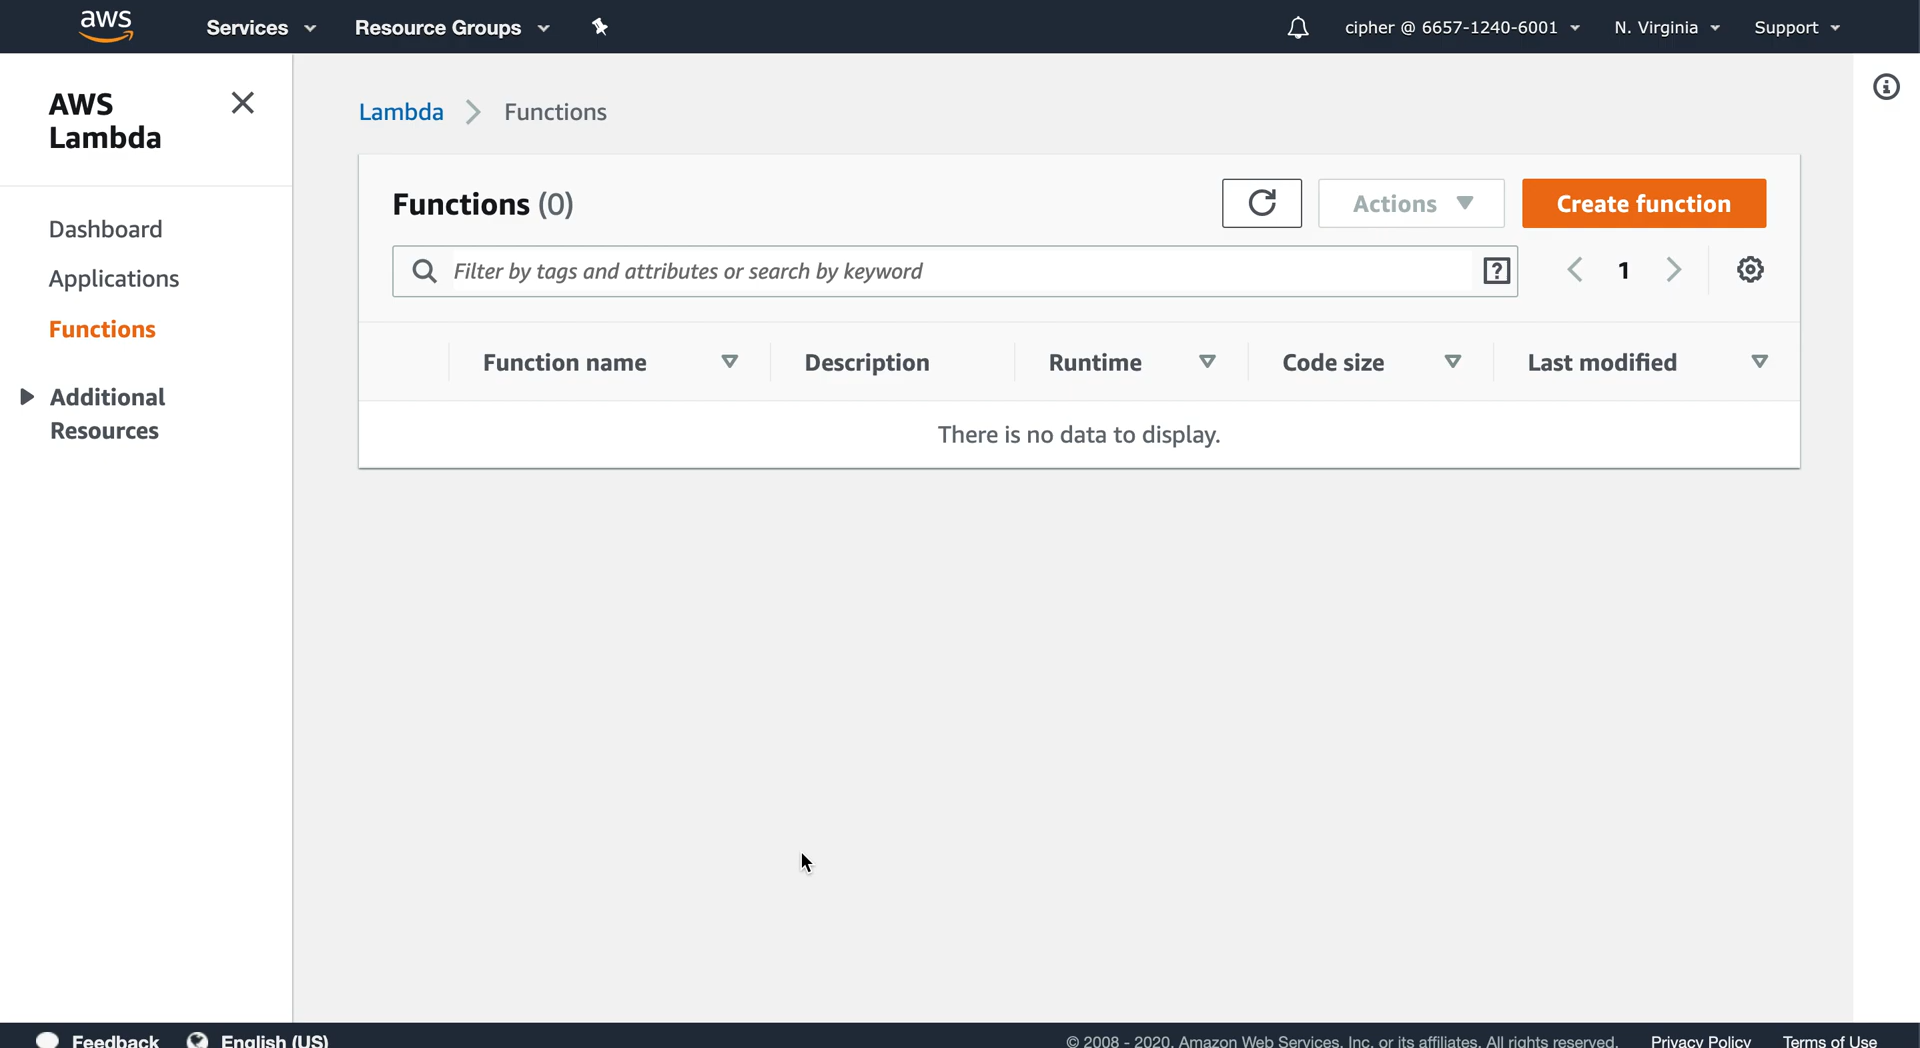 aws
Services
Resource Groups
cipher @ 6657-1240-6001
N. Virginia
Support
AWS
Lambda
Dashboard
Applications
Functions
Additional
Resources
Lambda
Functions
Functions (0)
Actions
Create function
Filter by tags and attributes or search by keyword
?
1
Function name
Description
Runtime
Code size
Last modified
There is no data to display.
Feedback
English (US)
© 2008 - 2020, Amazon Web Services, Inc. or its affiliates. All rights reserved.
Privacy Policy
Terms of Use